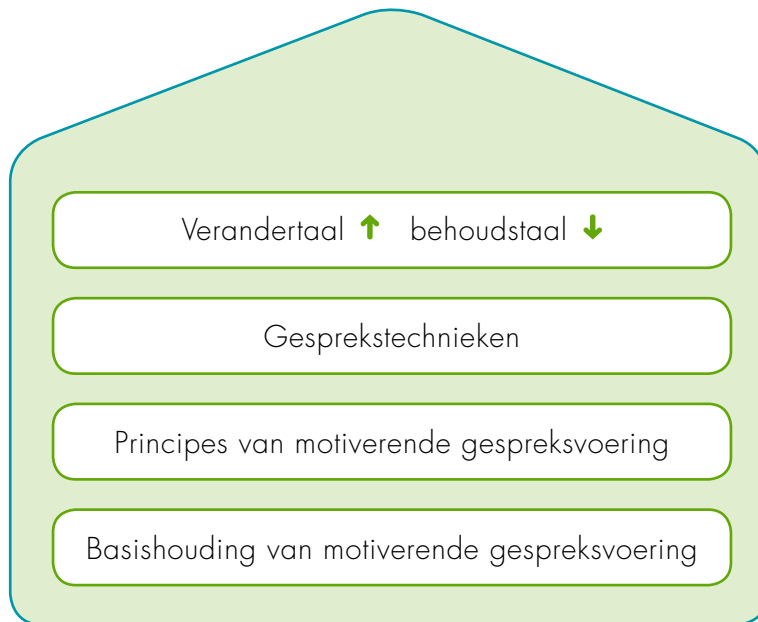 Verandertaal ↑ behoudstaal ↓
Gesprekstechnieken
Principes van motiverende gespreksvoering
Basishouding van motiverende gespreksvoering